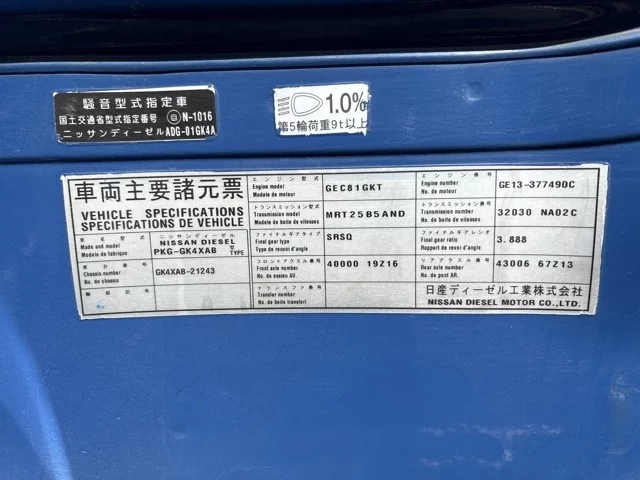 騒音型式指定車
国土交通省型式指定番号 N-1016
ニッサンディーゼルADG-01GK4A
1.0%
第5輪荷重9t以上
車両主要諸元票
VEHICLE SPECIFICATIONS
SPECIFICATIONS DE VEHICLE
車名型式 ニッサンディーゼル 型
Made and model NISSAN DIESEL
Modele de fabrique PKG-GK4XAB TYPE
車台番号
Chassis number GK4XAB-21243
No. de chassis
エンジン型式
Engine model GEC81GKT
Modele de moteur
トランスミッション型式
Transmission model MRT25B5AND
Modele de boite de vitesses
ファイナルギアタイプ
Final gear type SRSQ
Type de renvoi d'angle
フロントアクスル番号
Front axle number 40000 19Z16
No. de essieu AV.
トランスファ番号
Transfer number
No. de boite transfert
エンジン番号
Engine number GE13-377490C
No. de moteur
トランスミッション番号
Transmission number 32030 NA02C
No. de boite de vitesses
ファイナルギアレシオ
Final gear ratio 3.888
Rapport de renvoi d'angle
リアアクスル番号
Rear axle number 43006 67Z13
No. de pont AR.
日産ディーゼル工業株式会社
NISSAN DIESEL MOTOR CO.,LTD.